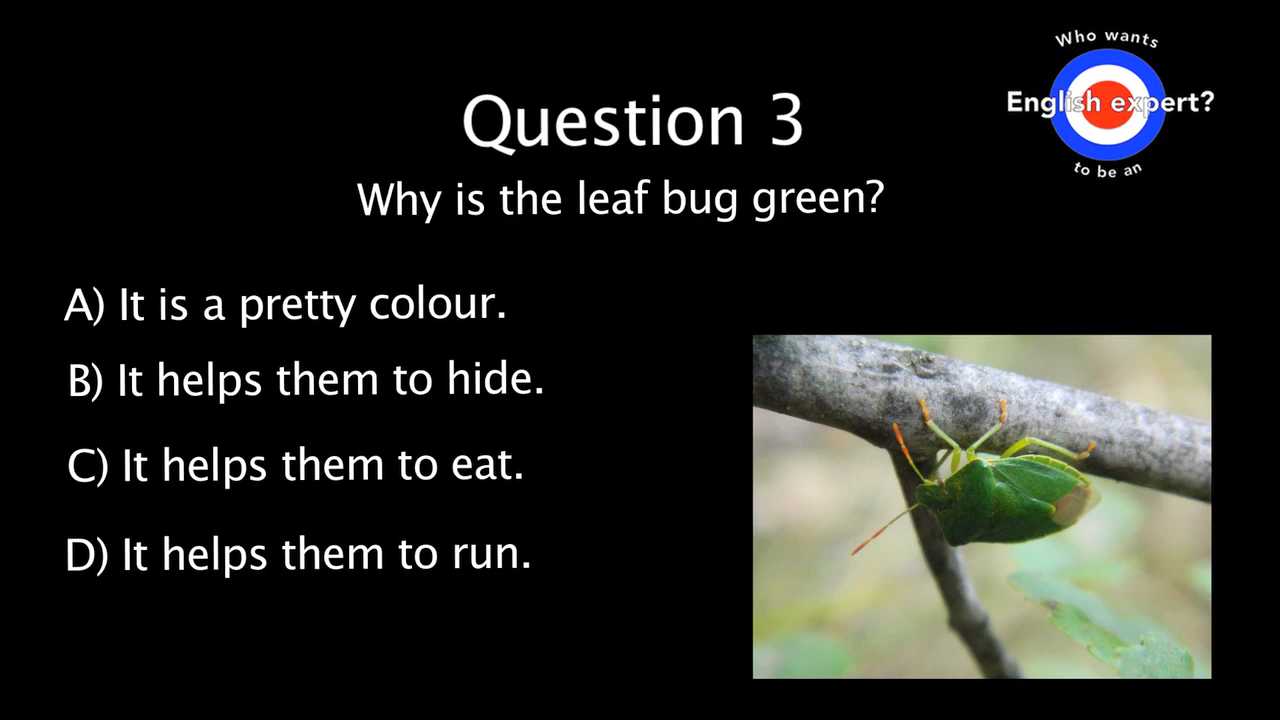 Who wants
English expert?
to be an
Question 3
Why is the leaf bug green?
A) It is a pretty colour.
B) It helps them to hide.
C) It helps them to eat.
D) It helps them to run.